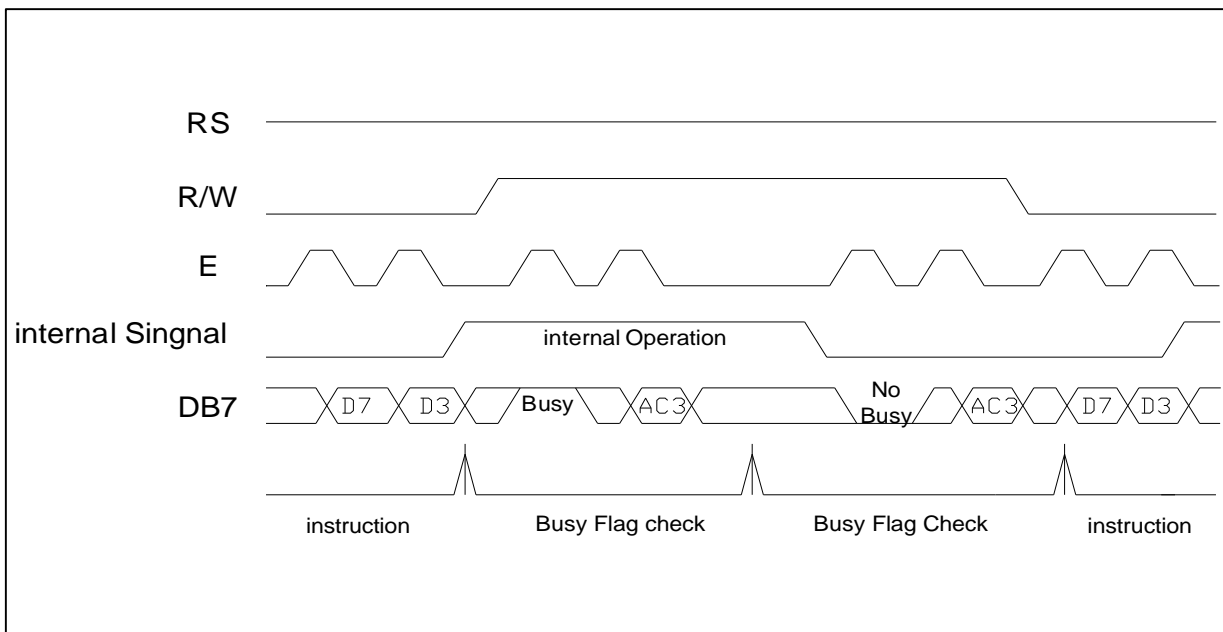 RS
R/W
E
internal Singnal
internal Operation
DB7
D7 D3 Busy AC3 No Busy AC3 D7 D3
instruction Busy Flag check Busy Flag Check instruction